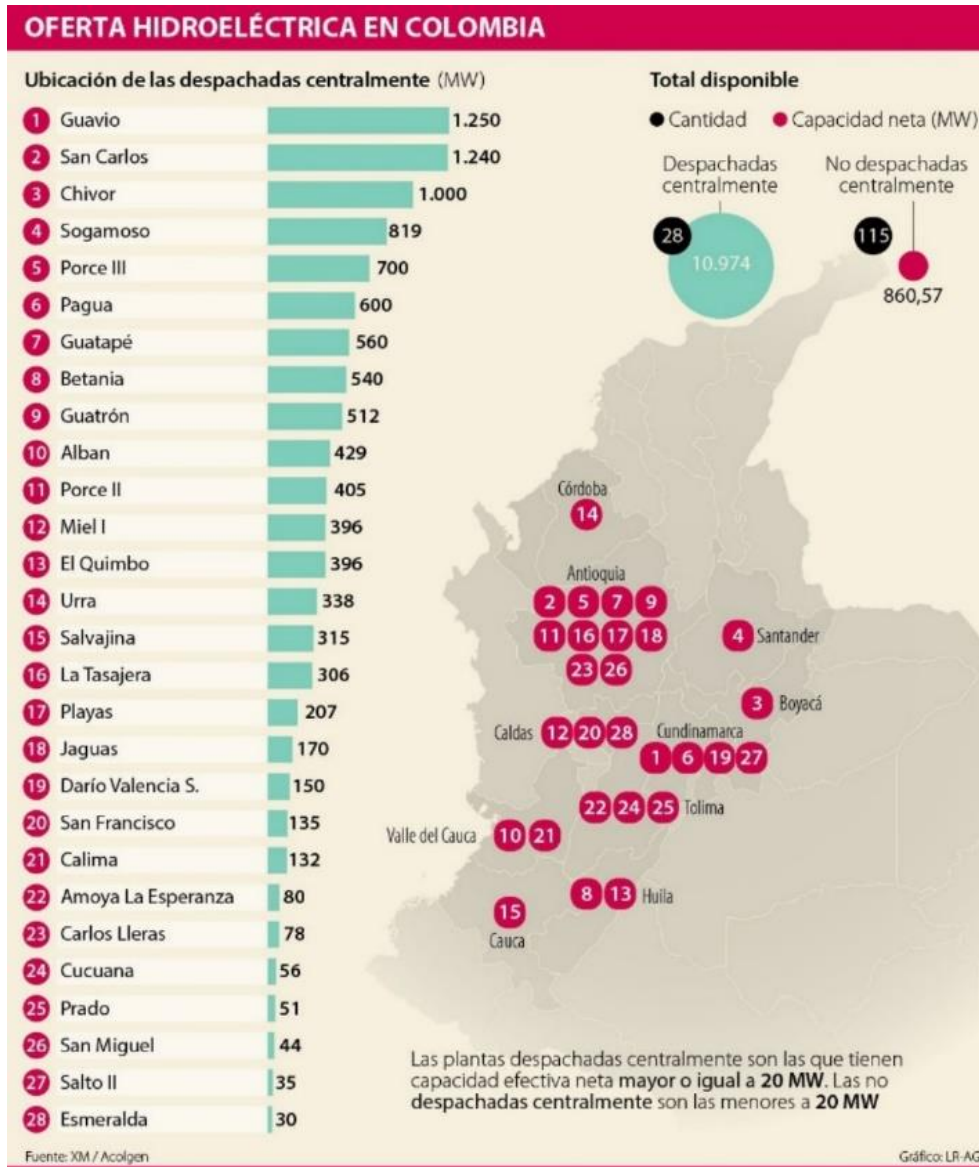 OFERTA HIDROELÉCTRICA EN COLOMBIA
Ubicación de las despachadas centralmente (MW)
1 Guavio 1.250
2 San Carlos 1.240
3 Chivor 1.000
4 Sogamoso 819
5 Porce III 700
6 Pagua 600
7 Guatapé 560
8 Betania 540
9 Guatrón 512
10 Alban 429
11 Porce II 405
12 Miel I 396
13 El Quimbo 396
14 Urra 338
15 Salvajina 315
16 La Tasajera 306
17 Playas 207
18 Jaguas 170
19 Darío Valencia S. 150
20 San Francisco 135
21 Calima 132
22 Amoya La Esperanza 80
23 Carlos Lleras 78
24 Cucuana 56
25 Prado 51
26 San Miguel 44
27 Salto II 35
28 Esmeralda 30
Total disponible
Cantidad Capacidad neta (MW)
Despachadas
centralmente
28
10.974
No despachadas
centralmente
115
860,57
Córdoba
14
Antioquia
2 5 7 9
11 16 17 18
23 26
4 Santander
3 Boyacá
Caldas 12 20 28
Cundinamarca
1 6 19 27
22 24 25 Tolima
Valle del Cauca 10 21
8 13 Huila
15
Cauca
Las plantas despachadas centralmente son las que tienen
capacidad efectiva neta mayor o igual a 20 MW. Las no
despachadas centralmente son las menores a 20 MW
Fuente: XM / Acolgen
Gráfico: LR-AG